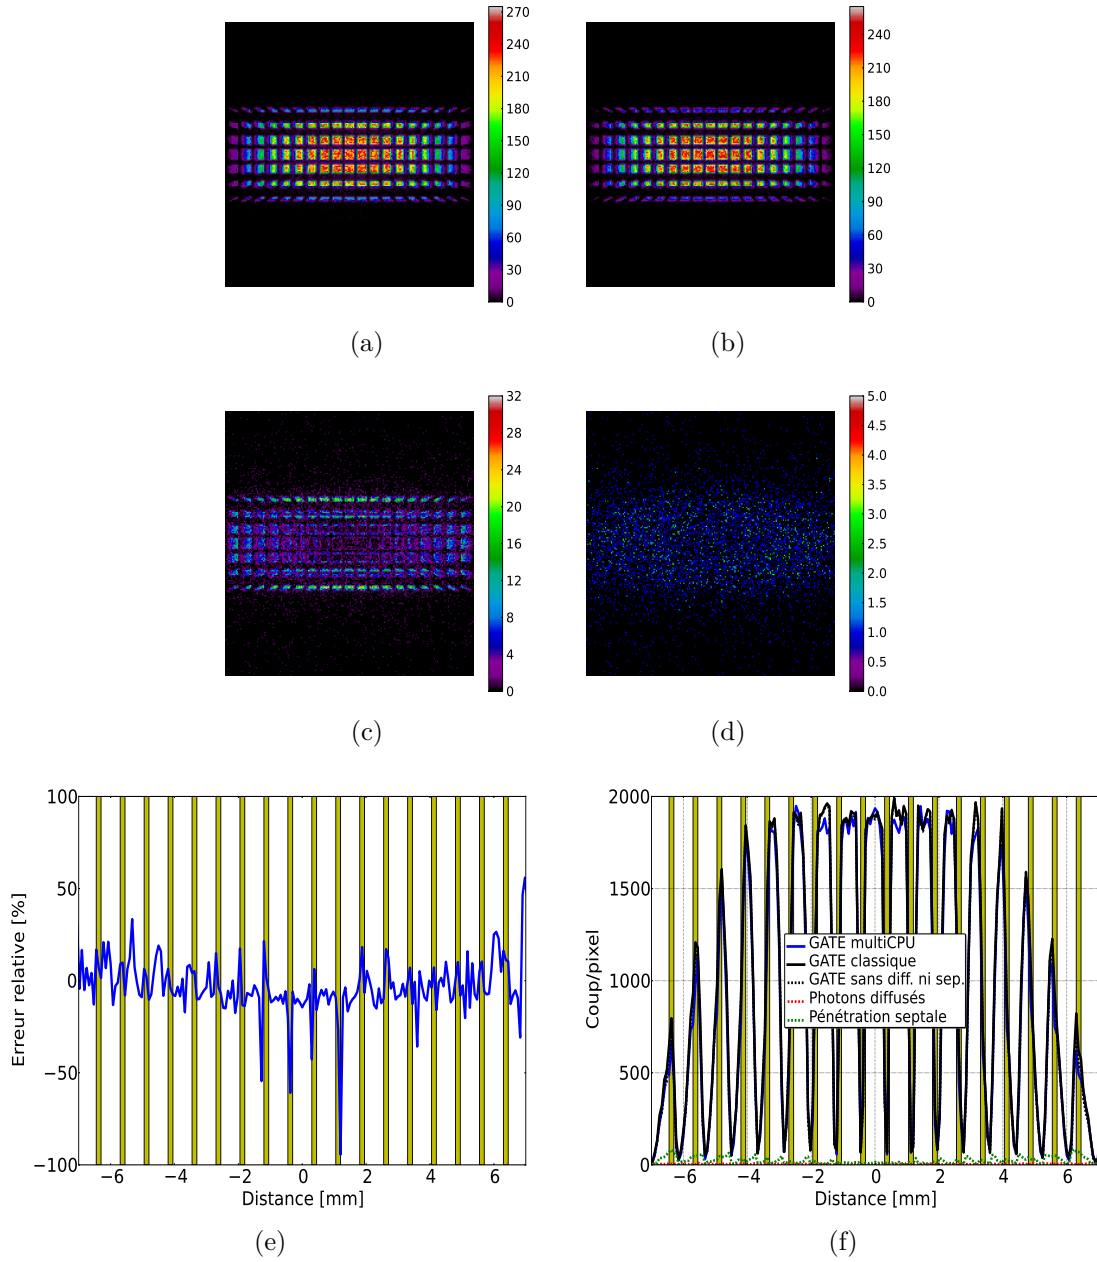 270
240
210
180
150
120
90
60
30
0
(a)
240
210
180
150
120
90
60
30
0
(b)
32
28
24
20
16
12
8
4
0
(c)
5.0
4.5
4.0
3.5
3.0
2.5
2.0
1.5
1.0
0.5
0.0
(d)
Erreur relative [%]
100
50
0
−50
−100
−6 −4 −2 0 2 4 6
Distance [mm]
(e)
Coup/pixel
2000
1500
1000
500
0
GATE multiCPU
GATE classique
GATE sans diff. ni sep.
Photons diffusés
Pénétration septale
−6 −4 −2 0 2 4 6
Distance [mm]
(f)